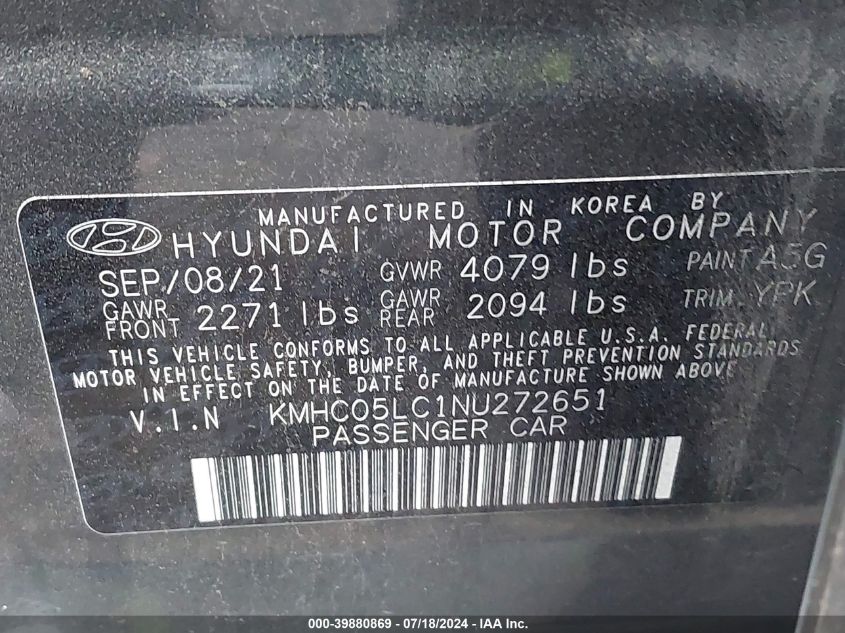 MANUFACTURED IN KOREA BY
HYUNDAI MOTOR COMPANY
SEP/08/21 GVWR 4079 lbs PAINT A5G
GAWR FRONT 2271 lbs GAWR REAR 2094 lbs TRIM YPK
THIS VEHICLE CONFORMS TO ALL APPLICABLE U.S.A. FEDERAL
MOTOR VEHICLE SAFETY, BUMPER, AND THEFT PREVENTION STANDARDS
IN EFFECT ON THE DATE OF MANUFACTURE SHOWN ABOVE
V.I.N KMHC05LC1NU272651
PASSENGER CAR
000-39880869 07/18/2024 - IAA, Inc.